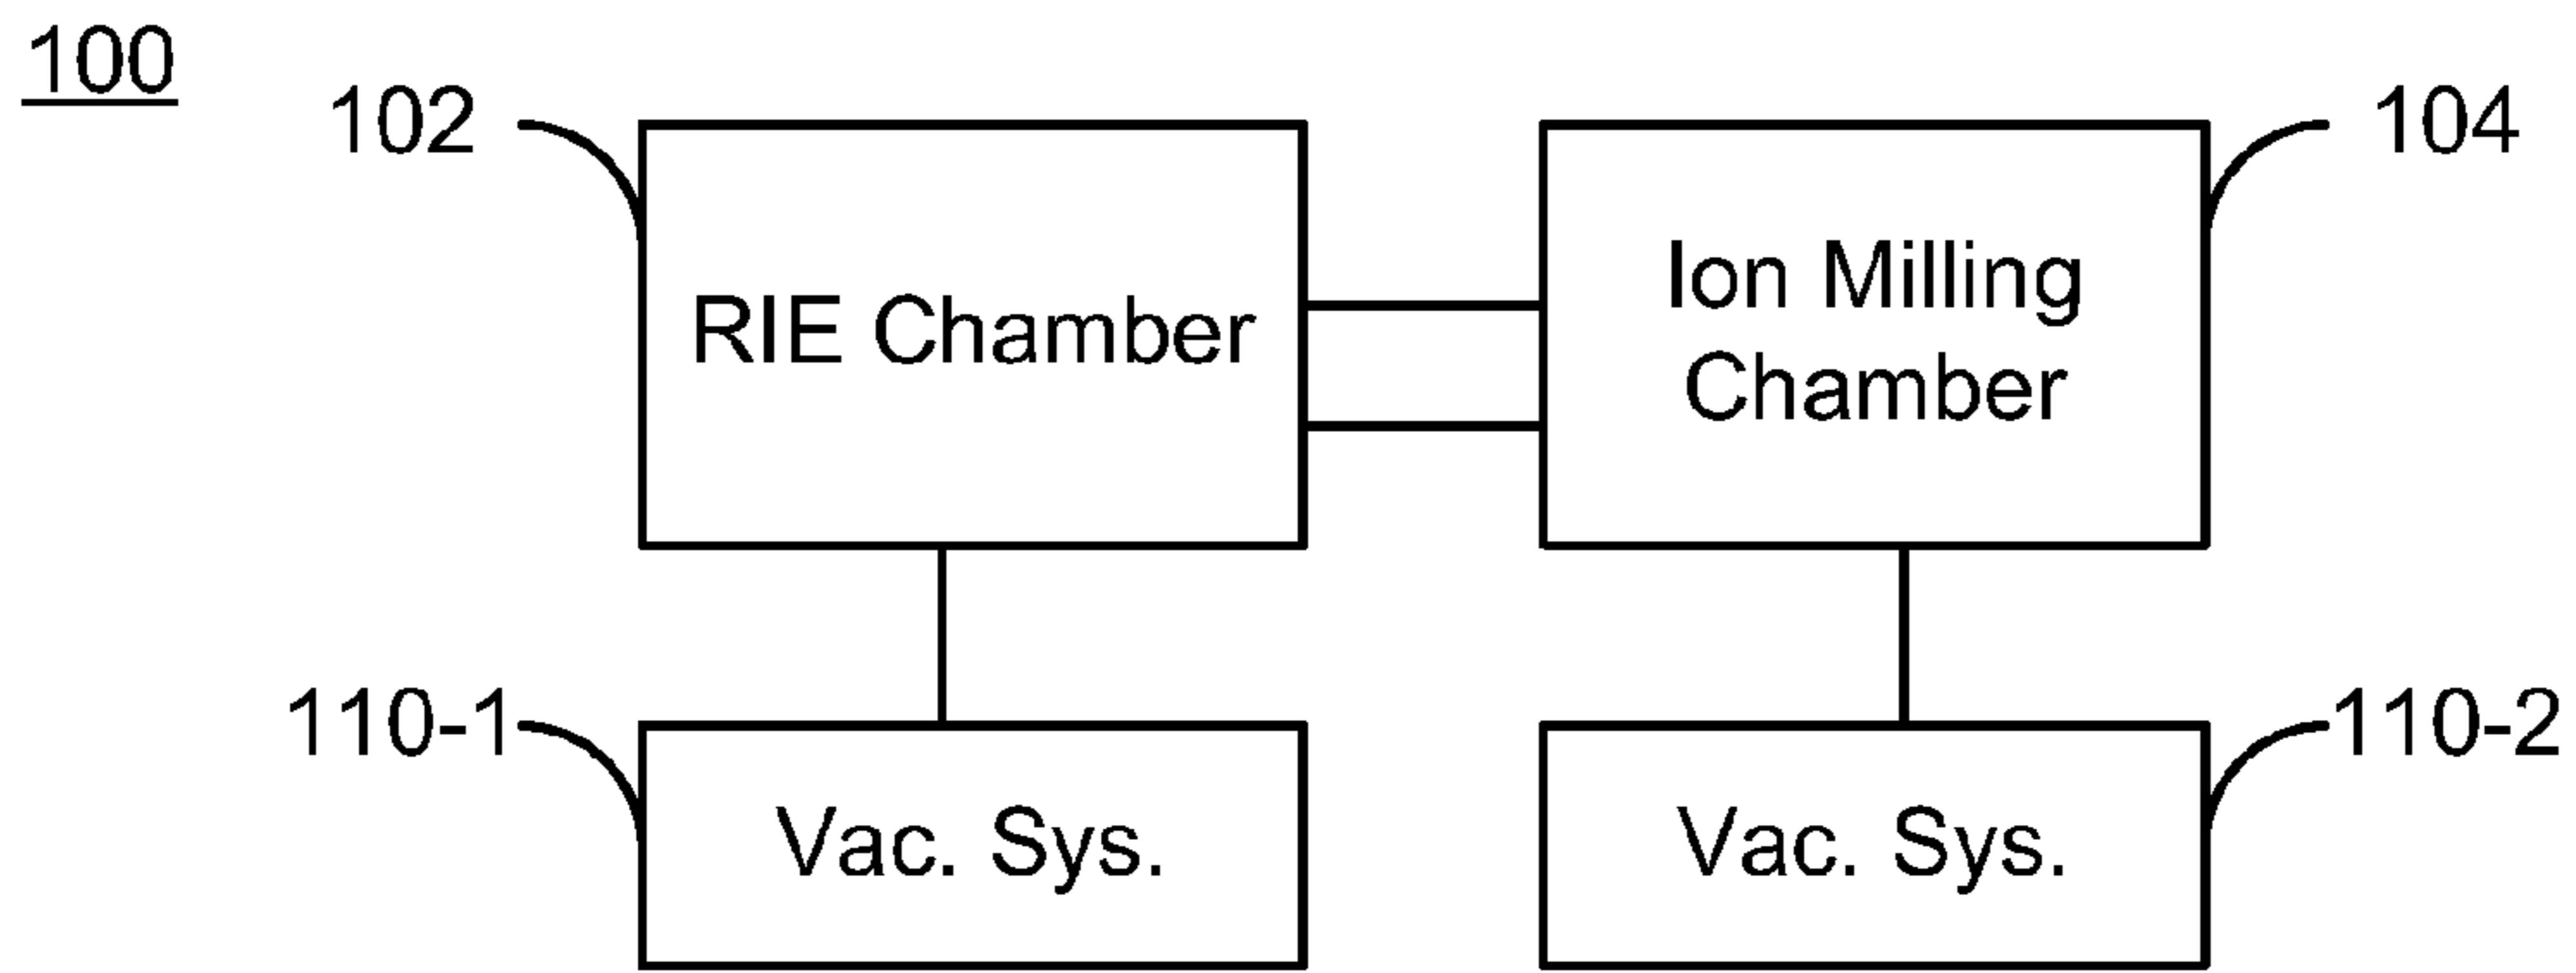 100
102
104
RIE Chamber
Ion Milling
Chamber
110-1
110-2
Vac. Sys.
Vac. Sys.